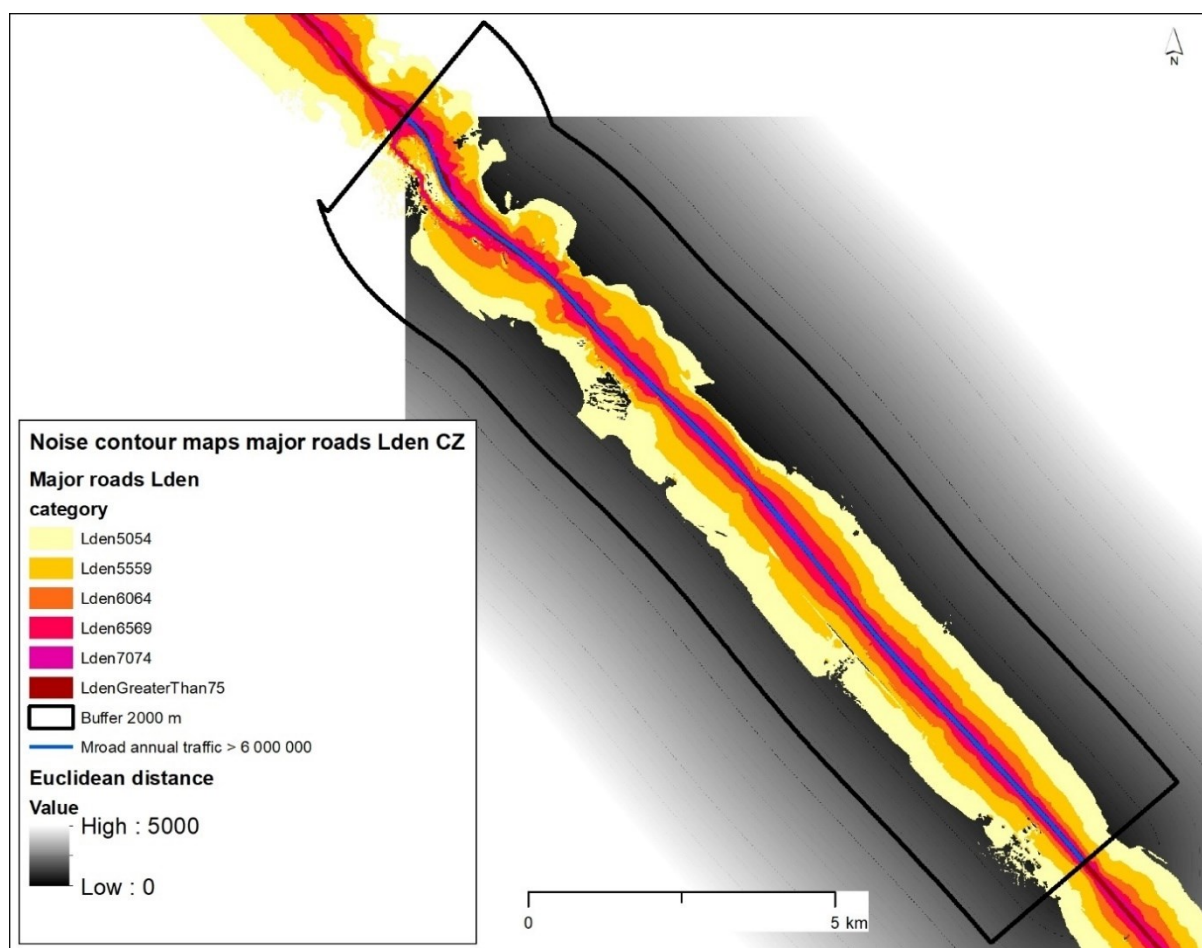 N
Noise contour maps major roads Lden CZ
Major roads Lden
category
Lden5054
Lden5559
Lden6064
Lden6569
Lden7074
LdenGreaterThan75
Buffer 2000 m
Mroad annual traffic > 6 000 000
Euclidean distance
Value
High : 5000
Low : 0
0 5 km